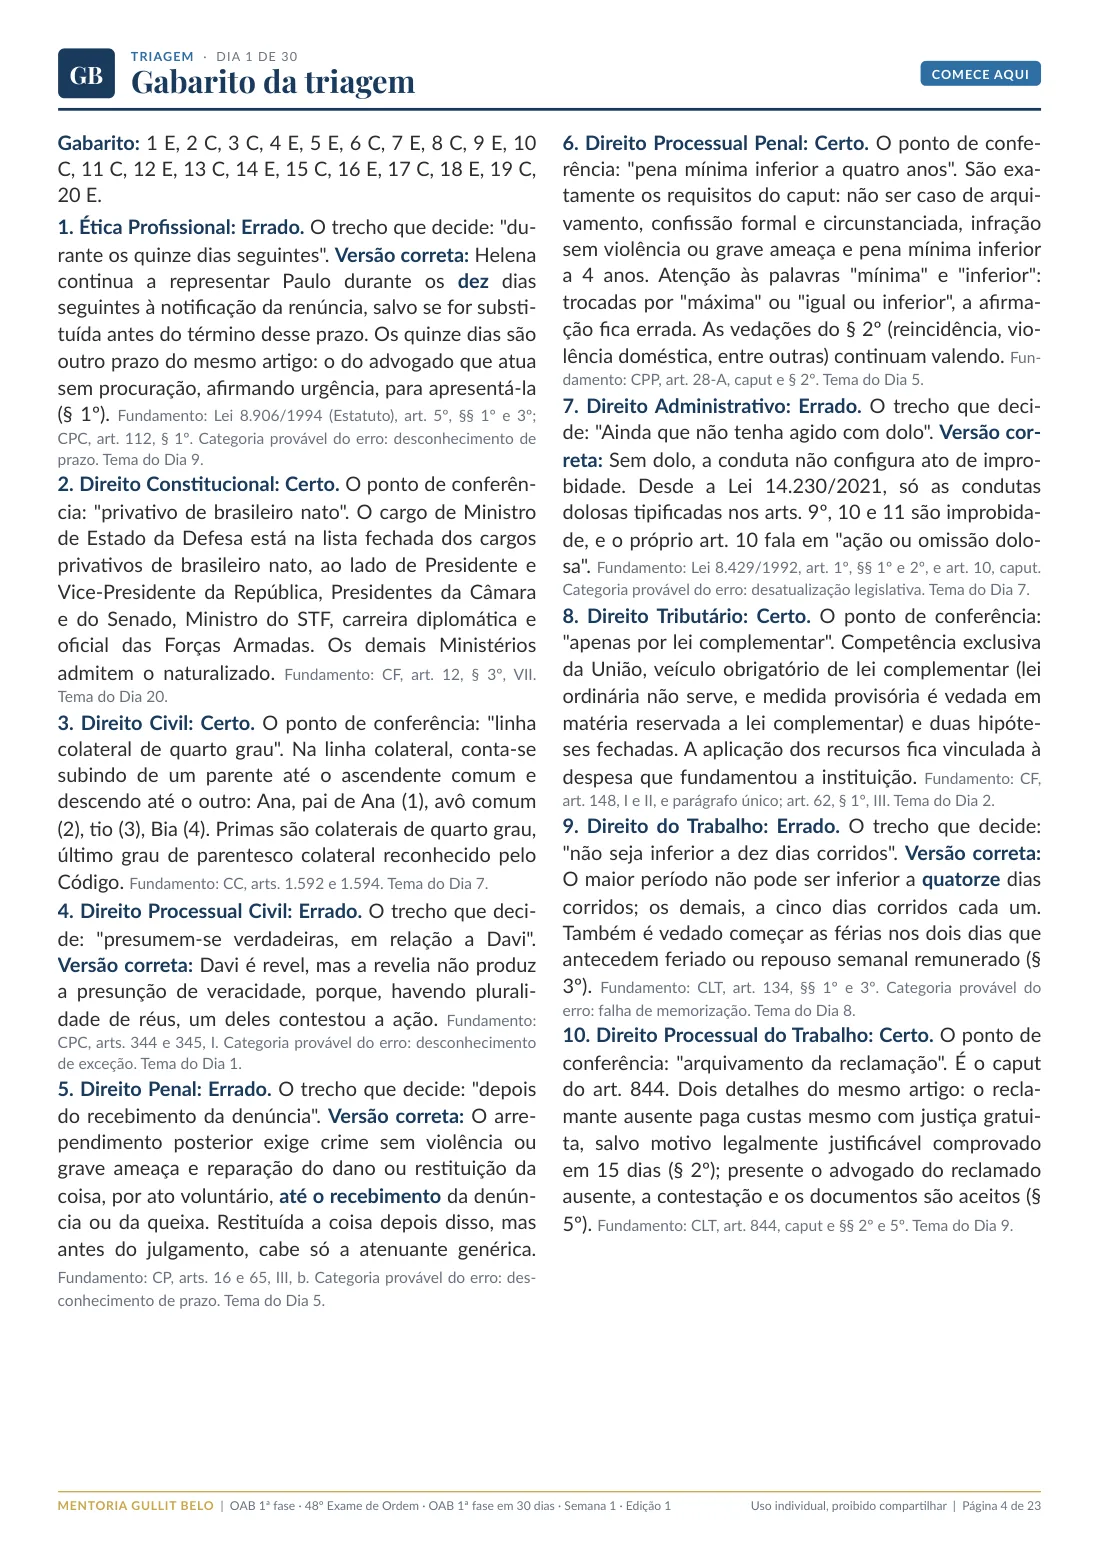 GB
TRIAGEM · DIA 1 DE 30
Gabarito da triagem
COMECE AQUI
Gabarito: 1 E, 2 C, 3 C, 4 E, 5 E, 6 C, 7 E, 8 C, 9 E, 10
C, 11 C, 12 E, 13 C, 14 E, 15 C, 16 E, 17 C, 18 E, 19 C,
20 E.
1. Ética Profissional: Errado. O trecho que decide: "du-
rante os quinze dias seguintes". Versão correta: Helena
continua a representar Paulo durante os dez dias
seguintes à notificação da renúncia, salvo se for substi-
tuída antes do término desse prazo. Os quinze dias são
outro prazo do mesmo artigo: o do advogado que atua
sem procuração, afirmando urgência, para apresentá-la
(§ 1º). Fundamento: Lei 8.906/1994 (Estatuto), art. 5º, §§ 1º e 3º;
CPC, art. 112, § 1º. Categoria provável do erro: desconhecimento de
prazo. Tema do Dia 9.
2. Direito Constitucional: Certo. O ponto de conferên-
cia: "privativo de brasileiro nato". O cargo de Ministro
de Estado da Defesa está na lista fechada dos cargos
privativos de brasileiro nato, ao lado de Presidente e
Vice-Presidente da República, Presidentes da Câmara
e do Senado, Ministro do STF, carreira diplomática e
oficial das Forças Armadas. Os demais Ministérios
admitem o naturalizado. Fundamento: CF, art. 12, § 3º, VII.
Tema do Dia 20.
3. Direito Civil: Certo. O ponto de conferência: "linha
colateral de quarto grau". Na linha colateral, conta-se
subindo de um parente até o ascendente comum e
descendo até o outro: Ana, pai de Ana (1), avô comum
(2), tio (3), Bia (4). Primas são colaterais de quarto grau,
último grau de parentesco colateral reconhecido pelo
Código. Fundamento: CC, arts. 1.592 e 1.594. Tema do Dia 7.
4. Direito Processual Civil: Errado. O trecho que deci-
de: "presumem-se verdadeiras, em relação a Davi".
Versão correta: Davi é revel, mas a revelia não produz
a presunção de veracidade, porque, havendo plurali-
dade de réus, um deles contestou a ação. Fundamento:
CPC, arts. 344 e 345, I. Categoria provável do erro: desconhecimento
de exceção. Tema do Dia 1.
5. Direito Penal: Errado. O trecho que decide: "depois
do recebimento da denúncia". Versão correta: O arre-
pendimento posterior exige crime sem violência ou
grave ameaça e reparação do dano ou restituição da
coisa, por ato voluntário, até o recebimento da denún-
cia ou da queixa. Restituída a coisa depois disso, mas
antes do julgamento, cabe só a atenuante genérica.
Fundamento: CP, arts. 16 e 65, III, b. Categoria provável do erro: des-
conhecimento de prazo. Tema do Dia 5.
6. Direito Processual Penal: Certo. O ponto de confe-
rência: "pena mínima inferior a quatro anos". São exa-
tamente os requisitos do caput: não ser caso de arqui-
vamento, confissão formal e circunstanciada, infração
sem violência ou grave ameaça e pena mínima inferior
a 4 anos. Atenção às palavras "mínima" e "inferior":
trocadas por "máxima" ou "igual ou inferior", a afirma-
ção fica errada. As vedações do § 2º (reincidência, vio-
lência doméstica, entre outras) continuam valendo. Fun-
damento: CPP, art. 28-A, caput e § 2º. Tema do Dia 5.
7. Direito Administrativo: Errado. O trecho que deci-
de: "Ainda que não tenha agido com dolo". Versão cor-
reta: Sem dolo, a conduta não configura ato de impro-
bidade. Desde a Lei 14.230/2021, só as condutas
dolosas tipificadas nos arts. 9º, 10 e 11 são improbida-
de, e o próprio art. 10 fala em "ação ou omissão dolo-
sa". Fundamento: Lei 8.429/1992, art. 1º, §§ 1º e 2º, e art. 10, caput.
Categoria provável do erro: desatualização legislativa. Tema do Dia 7.
8. Direito Tributário: Certo. O ponto de conferência:
"apenas por lei complementar". Competência exclusiva
da União, veículo obrigatório de lei complementar (lei
ordinária não serve, e medida provisória é vedada em
matéria reservada a lei complementar) e duas hipóte-
ses fechadas. A aplicação dos recursos fica vinculada à
despesa que fundamentou a instituição. Fundamento: CF,
art. 148, I e II, e parágrafo único; art. 62, § 1º, III. Tema do Dia 2.
9. Direito do Trabalho: Errado. O trecho que decide:
"não seja inferior a dez dias corridos". Versão correta:
O maior período não pode ser inferior a quatorze dias
corridos; os demais, a cinco dias corridos cada um.
Também é vedado começar as férias nos dois dias que
antecedem feriado ou repouso semanal remunerado (§
3º). Fundamento: CLT, art. 134, §§ 1º e 3º. Categoria provável do
erro: falha de memorização. Tema do Dia 8.
10. Direito Processual do Trabalho: Certo. O ponto de
conferência: "arquivamento da reclamação". É o caput
do art. 844. Dois detalhes do mesmo artigo: o recla-
mante ausente paga custas mesmo com justiça gratui-
ta, salvo motivo legalmente justificável comprovado
em 15 dias (§ 2º); presente o advogado do reclamado
ausente, a contestação e os documentos são aceitos (§
5º). Fundamento: CLT, art. 844, caput e §§ 2º e 5º. Tema do Dia 9.
MENTORIA GULLIT BELO | OAB 1ª fase · 48º Exame de Ordem · OAB 1ª fase em 30 dias · Semana 1 · Edição 1
Uso individual, proibido compartilhar | Página 4 de 23